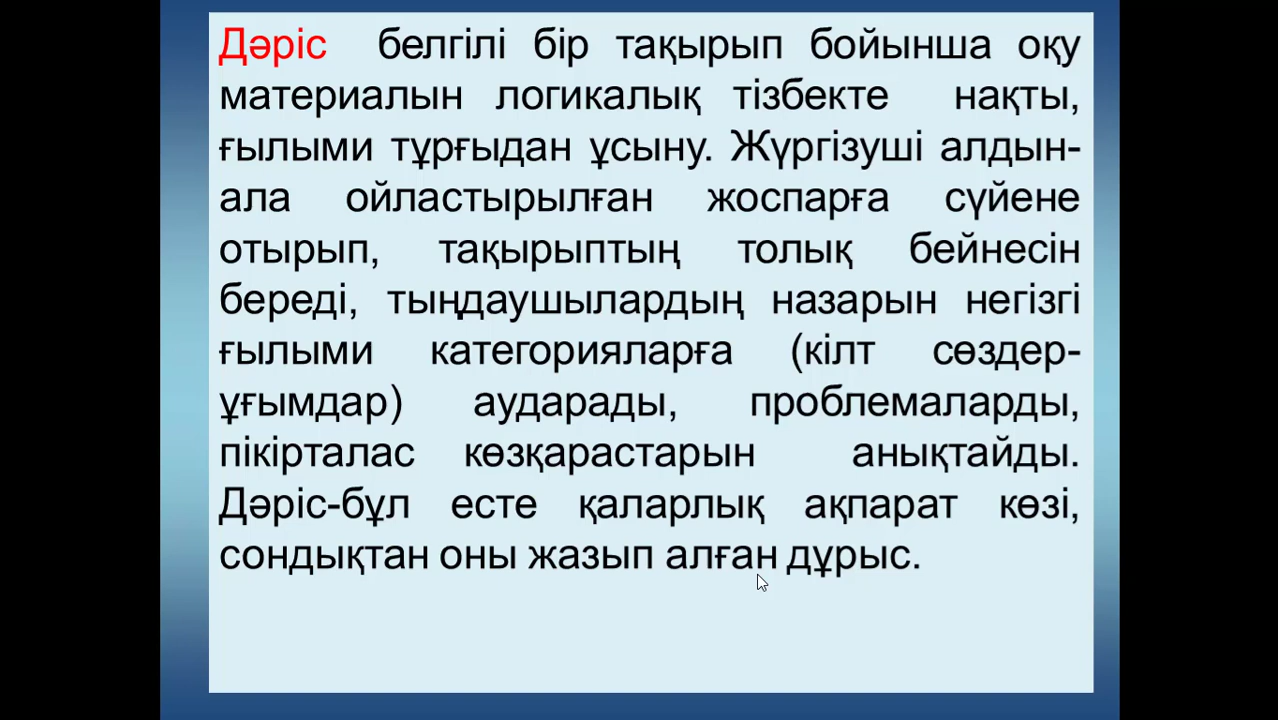 Дәріс белгілі бір тақырып бойынша оқу
материалын логикалық тізбекте нақты,
ғылыми тұрғыдан ұсыну. Жүргізуші алдын-
ала ойластырылған жоспарға сүйене
отырып, тақырыптың толық бейнесін
береді, тыңдаушылардың назарын негізгі
ғылыми категорияларға (кілт сөздер-
ұғымдар) аударады, проблемаларды,
пікірталас көзқарастарын анықтайды.
Дәріс-бұл есте қаларлық ақпарат көзі,
сондықтан оны жазып алған дұрыс.